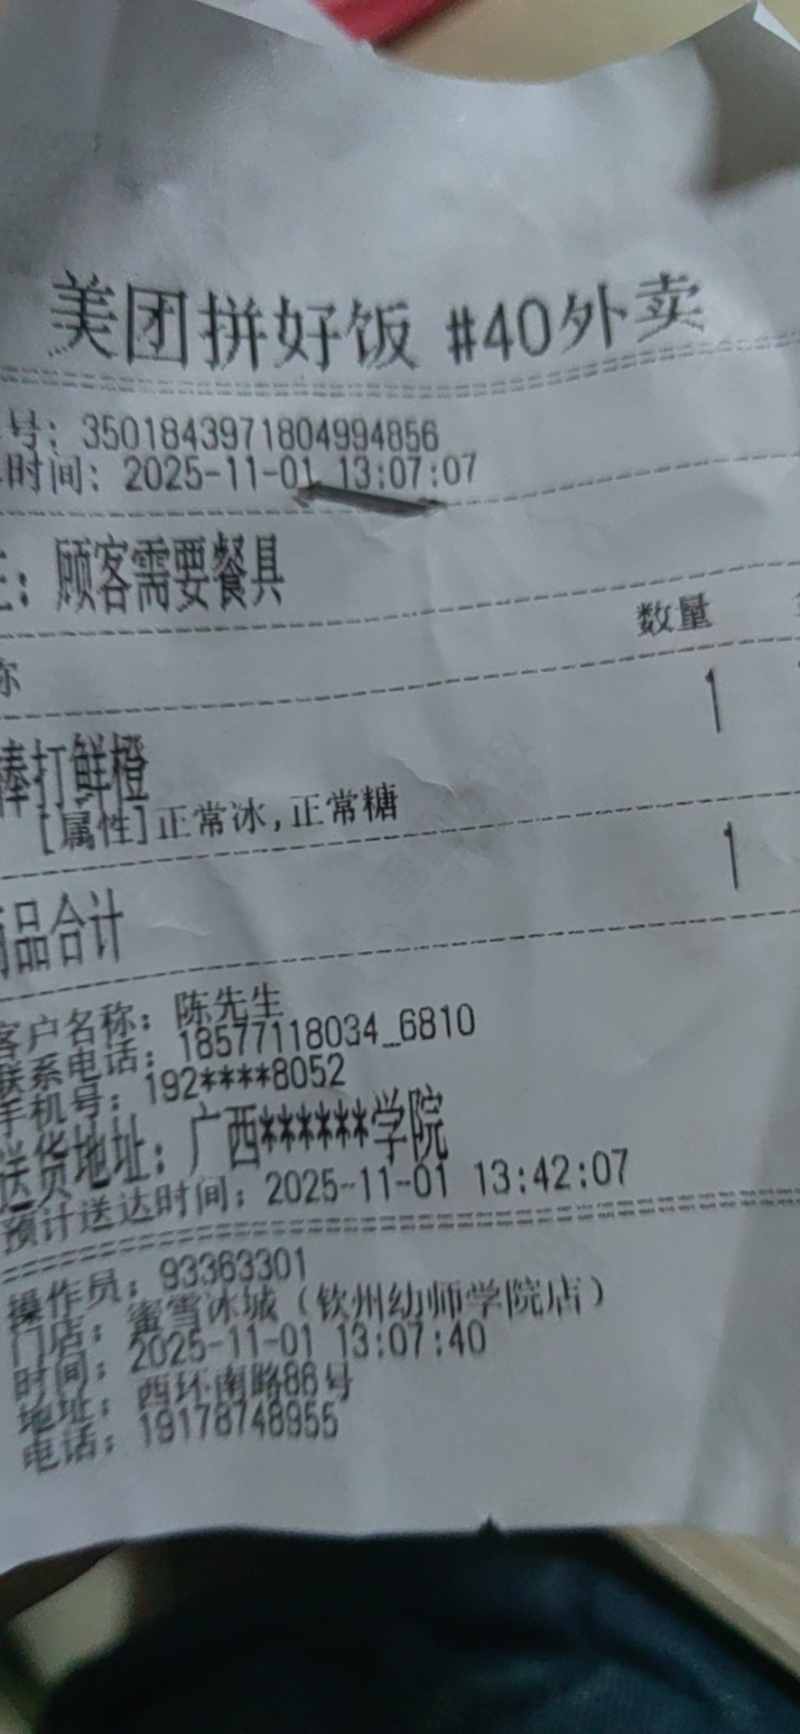 美团拼好饭 #40外卖
号: 3501843971804994856
时间: 2025-11-01 13:07:07
: 顾客需要餐具
称 数量
棒打鲜橙 1
[属性]正常冰,正常糖
商品合计 1
客户名称: 陈先生
联系电话: 18577118034_6810
手机号: 192****8052
送货地址: 广西******学院
预计送达时间: 2025-11-01 13:42:07
操作员: 93363301
门店: 蜜雪冰城（钦州幼师学院店）
时间: 2025-11-01 13:07:40
地址: 西环南路86号
电话: 19178748955